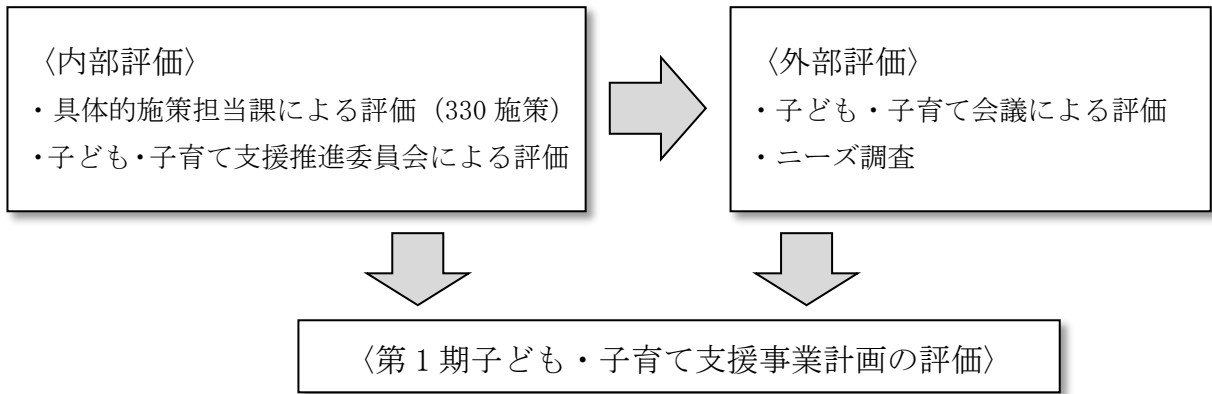 〈内部評価〉
・具体的施策担当課による評価（330 施策）
・子ども・子育て支援推進委員会による評価
〈外部評価〉
・子ども・子育て会議による評価
・ニーズ調査
〈第 1 期子ども・子育て支援事業計画の評価〉